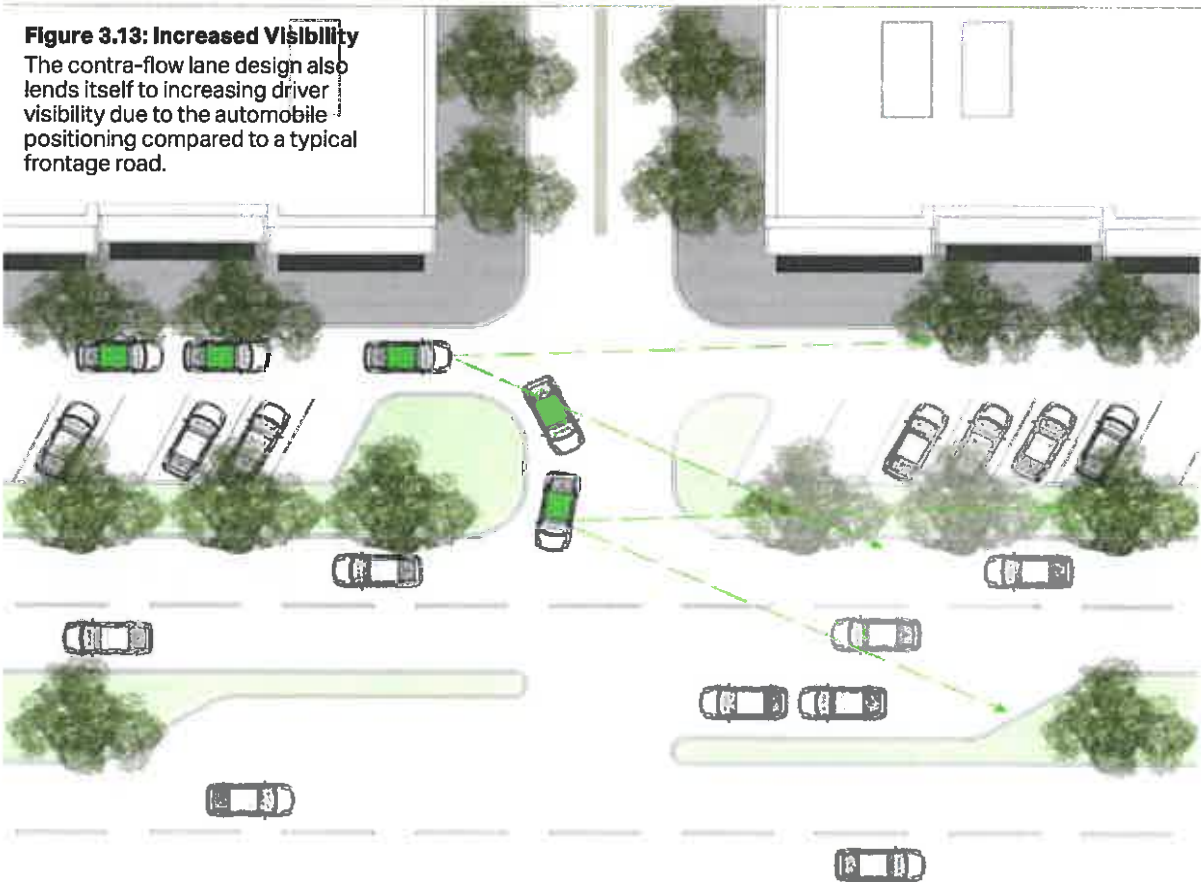 Figure 3.13: Increased Visibility
The contra-flow lane design also
lends itself to increasing driver
visibility due to the automobile
positioning compared to a typical
frontage road.